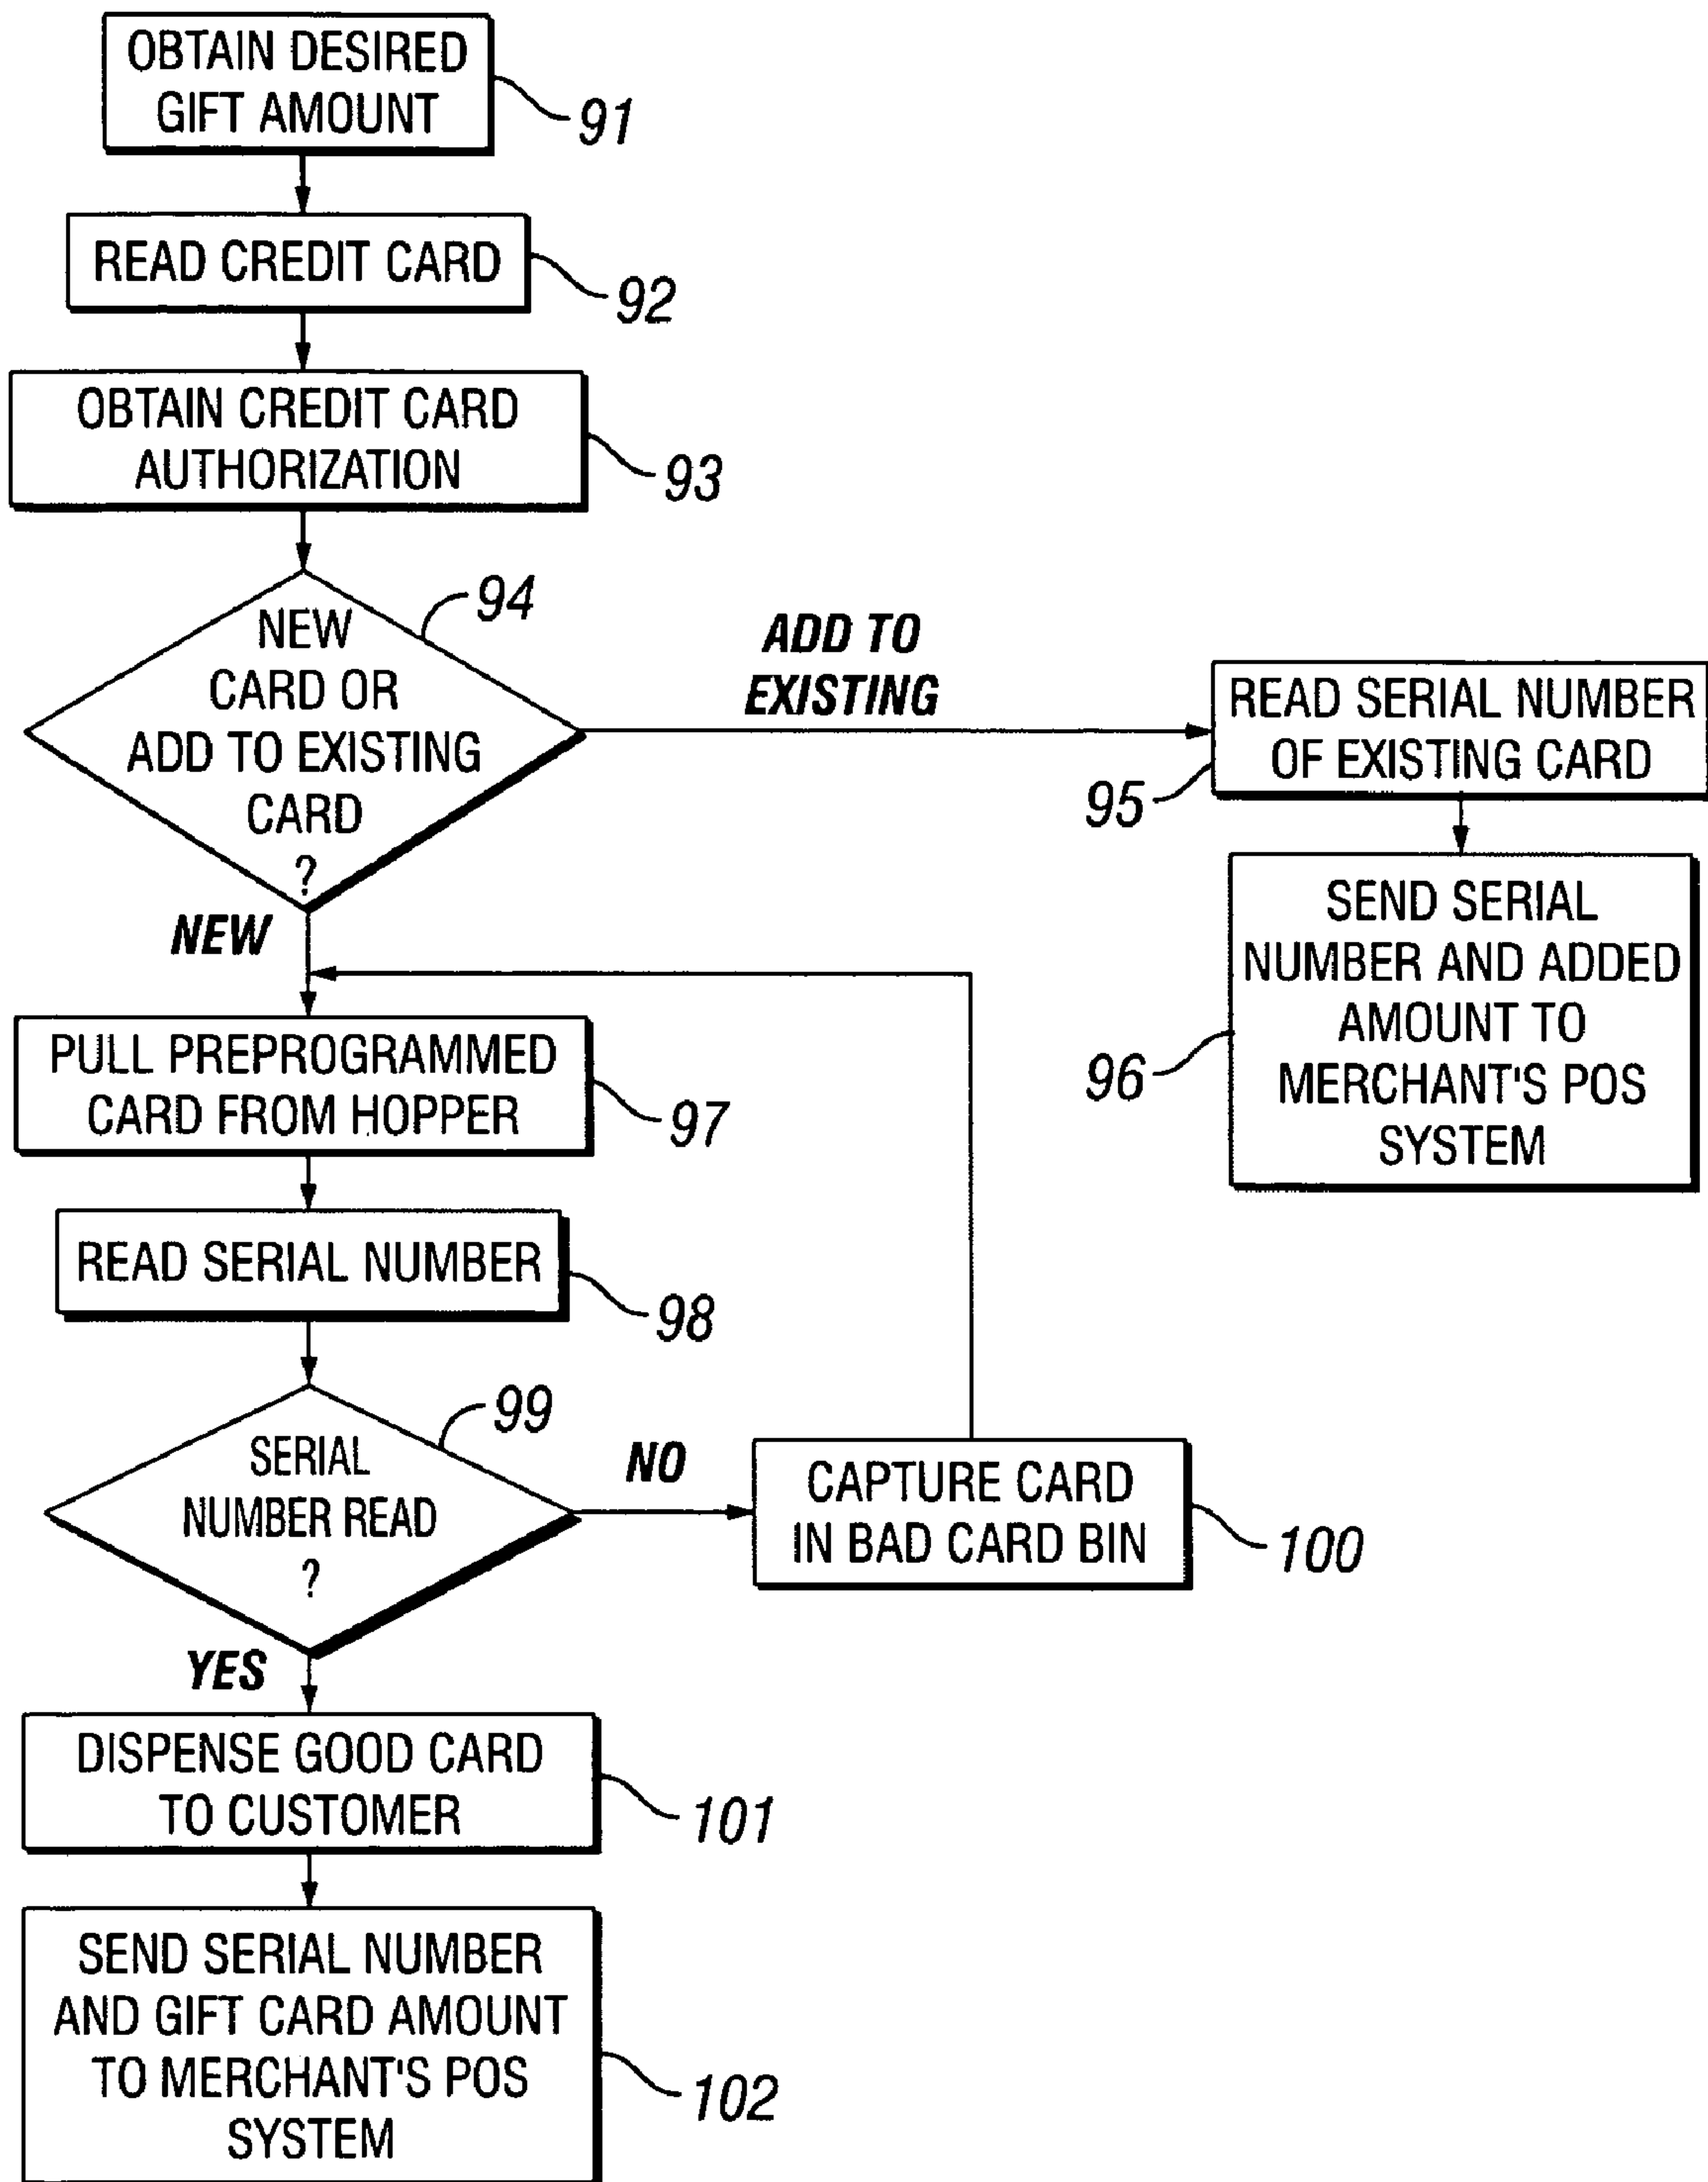 OBTAIN DESIRED
GIFT AMOUNT
91
READ CREDIT CARD
92
OBTAIN CREDIT CARD
AUTHORIZATION
93
NEW
CARD OR
ADD TO EXISTING
CARD
?
94
ADD TO
EXISTING
READ SERIAL NUMBER
OF EXISTING CARD
95
SEND SERIAL
NUMBER AND ADDED
AMOUNT TO
MERCHANT'S POS
SYSTEM
96
NEW
PULL PREPROGRAMMED
CARD FROM HOPPER
97
READ SERIAL NUMBER
98
SERIAL
NUMBER READ
?
99
NO
CAPTURE CARD
IN BAD CARD BIN
100
YES
DISPENSE GOOD CARD
TO CUSTOMER
101
SEND SERIAL NUMBER
AND GIFT CARD AMOUNT
TO MERCHANT'S POS
SYSTEM
102